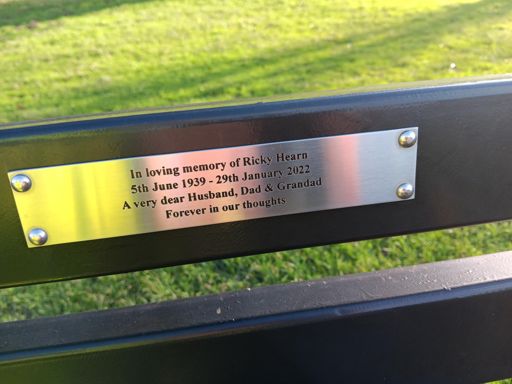 In loving memory of Ricky Hearn
5th June 1939 - 29th January 2022
A very dear Husband, Dad & Grandad
Forever in our thoughts